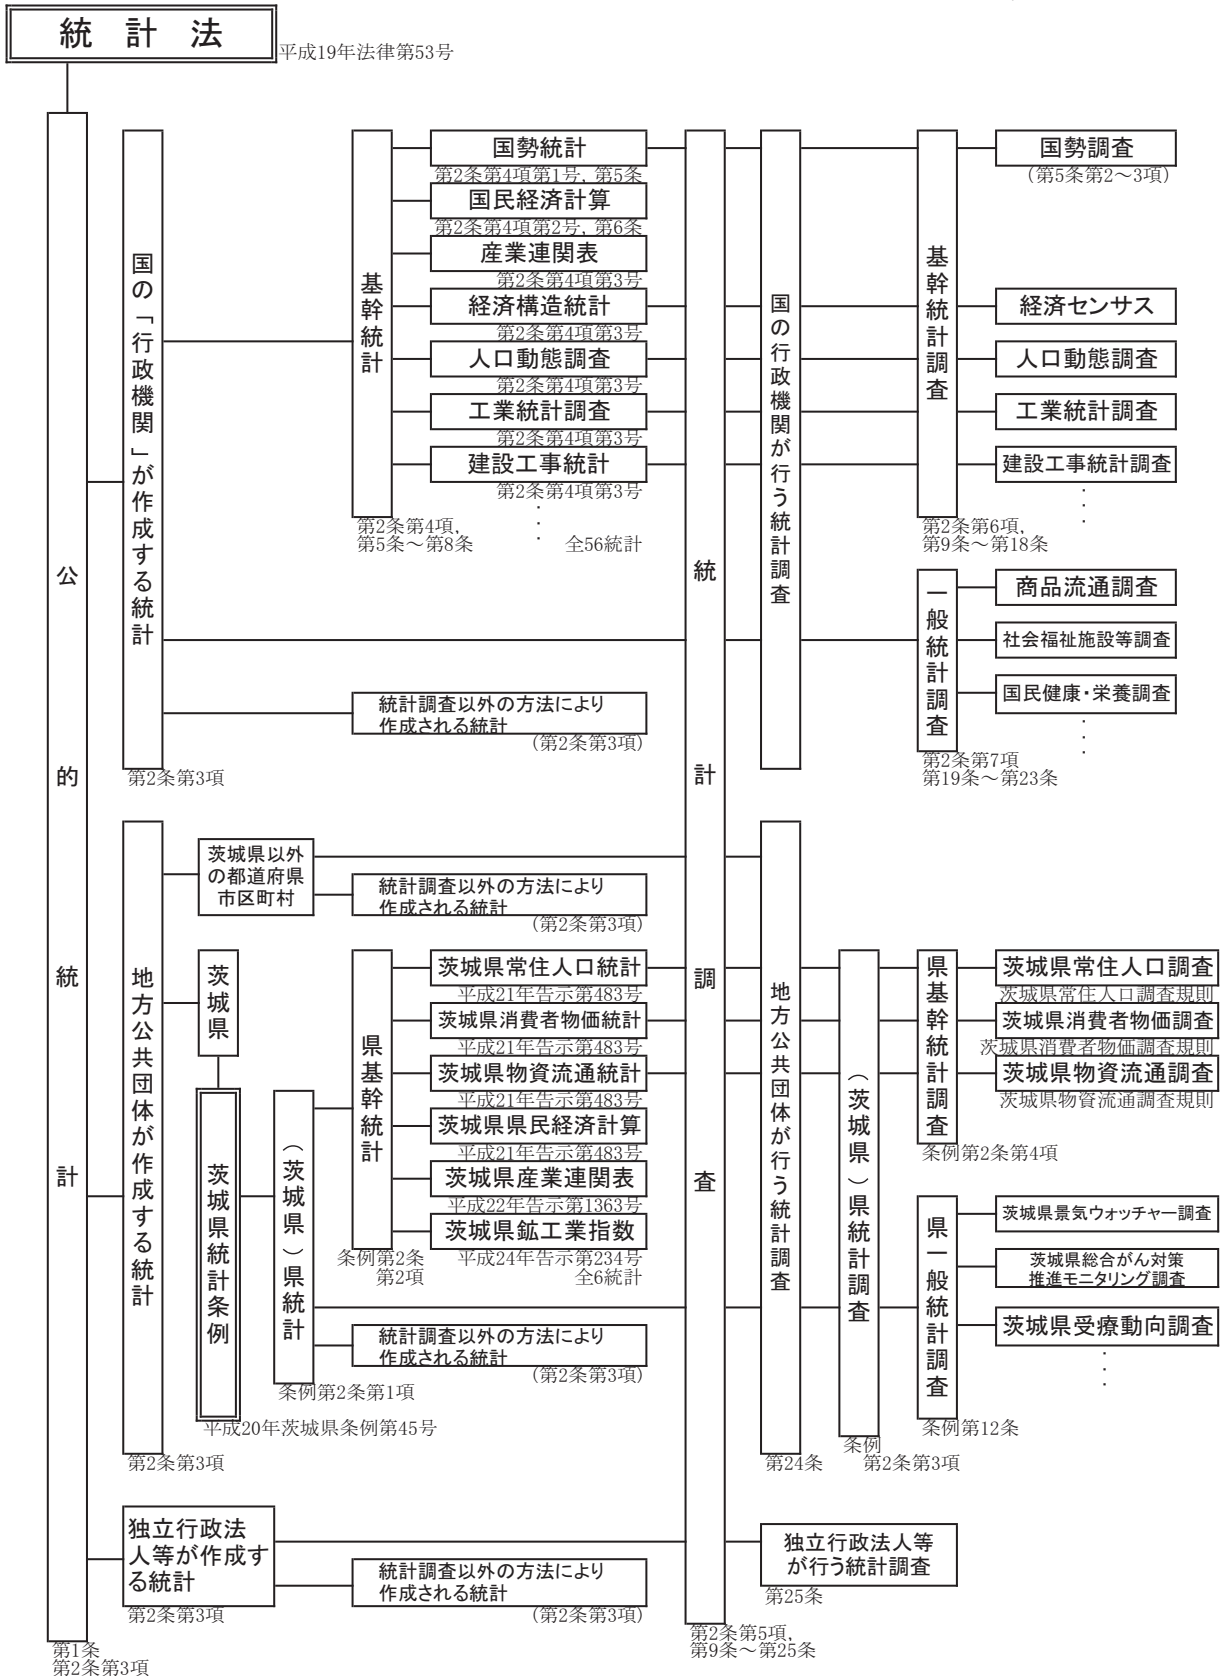 統計法
平成19年法律第53号
公的統計
第1条
第2条第3項
国の「行政機関」が作成する統計
第2条第3項
基幹統計
第2条第4項,
第5条～第8条
国勢統計
第2条第4項第1号, 第5条
国民経済計算
第2条第4項第2号, 第6条
産業連関表
第2条第4項第3号
経済構造統計
第2条第4項第3号
人口動態調査
第2条第4項第3号
工業統計調査
第2条第4項第3号
建設工事統計
第2条第4項第3号
・
・
・
全56統計
統計調査以外の方法により
作成される統計
(第2条第3項)
統計調査
第2条第5項,
第9条～第25条
国の行政機関が行う統計調査
基幹統計調査
第2条第6項,
第9条～第18条
国勢調査
(第5条第2～3項)
経済センサス
人口動態調査
工業統計調査
建設工事統計調査
・
・
・
一般統計調査
第2条第7項
第19条～第23条
商品流通調査
社会福祉施設等調査
国民健康・栄養調査
・
・
・
地方公共団体が作成する統計
第2条第3項
茨城県以外
の都道府県
市区町村
統計調査以外の方法により
作成される統計
(第2条第3項)
茨城県
茨城県統計条例
平成20年茨城県条例第45号
(茨城県)県統計
条例第2条第1項
県基幹統計
条例第2条
第2項
茨城県常住人口統計
平成21年告示第483号
茨城県消費者物価統計
平成21年告示第483号
茨城県物資流通統計
平成21年告示第483号
茨城県県民経済計算
平成21年告示第483号
茨城県産業連関表
平成22年告示第1363号
茨城県鉱工業指数
平成24年告示第234号
全6統計
統計調査以外の方法により
作成される統計
(第2条第3項)
地方公共団体が行う統計調査
第24条
(茨城県)県統計調査
条例
第2条第3項
県基幹統計調査
条例第2条第4項
茨城県常住人口調査
茨城県常住人口調査規則
茨城県消費者物価調査
茨城県消費者物価調査規則
茨城県物資流通調査
茨城県物資流通調査規則
県一般統計調査
条例第12条
茨城県景気ウォッチャー調査
茨城県総合がん対策
推進モニタリング調査
茨城県受療動向調査
・
・
・
独立行政法
人等が作成す
る統計
第2条第3項
統計調査以外の方法により
作成される統計
(第2条第3項)
独立行政法人等
が行う統計調査
第25条